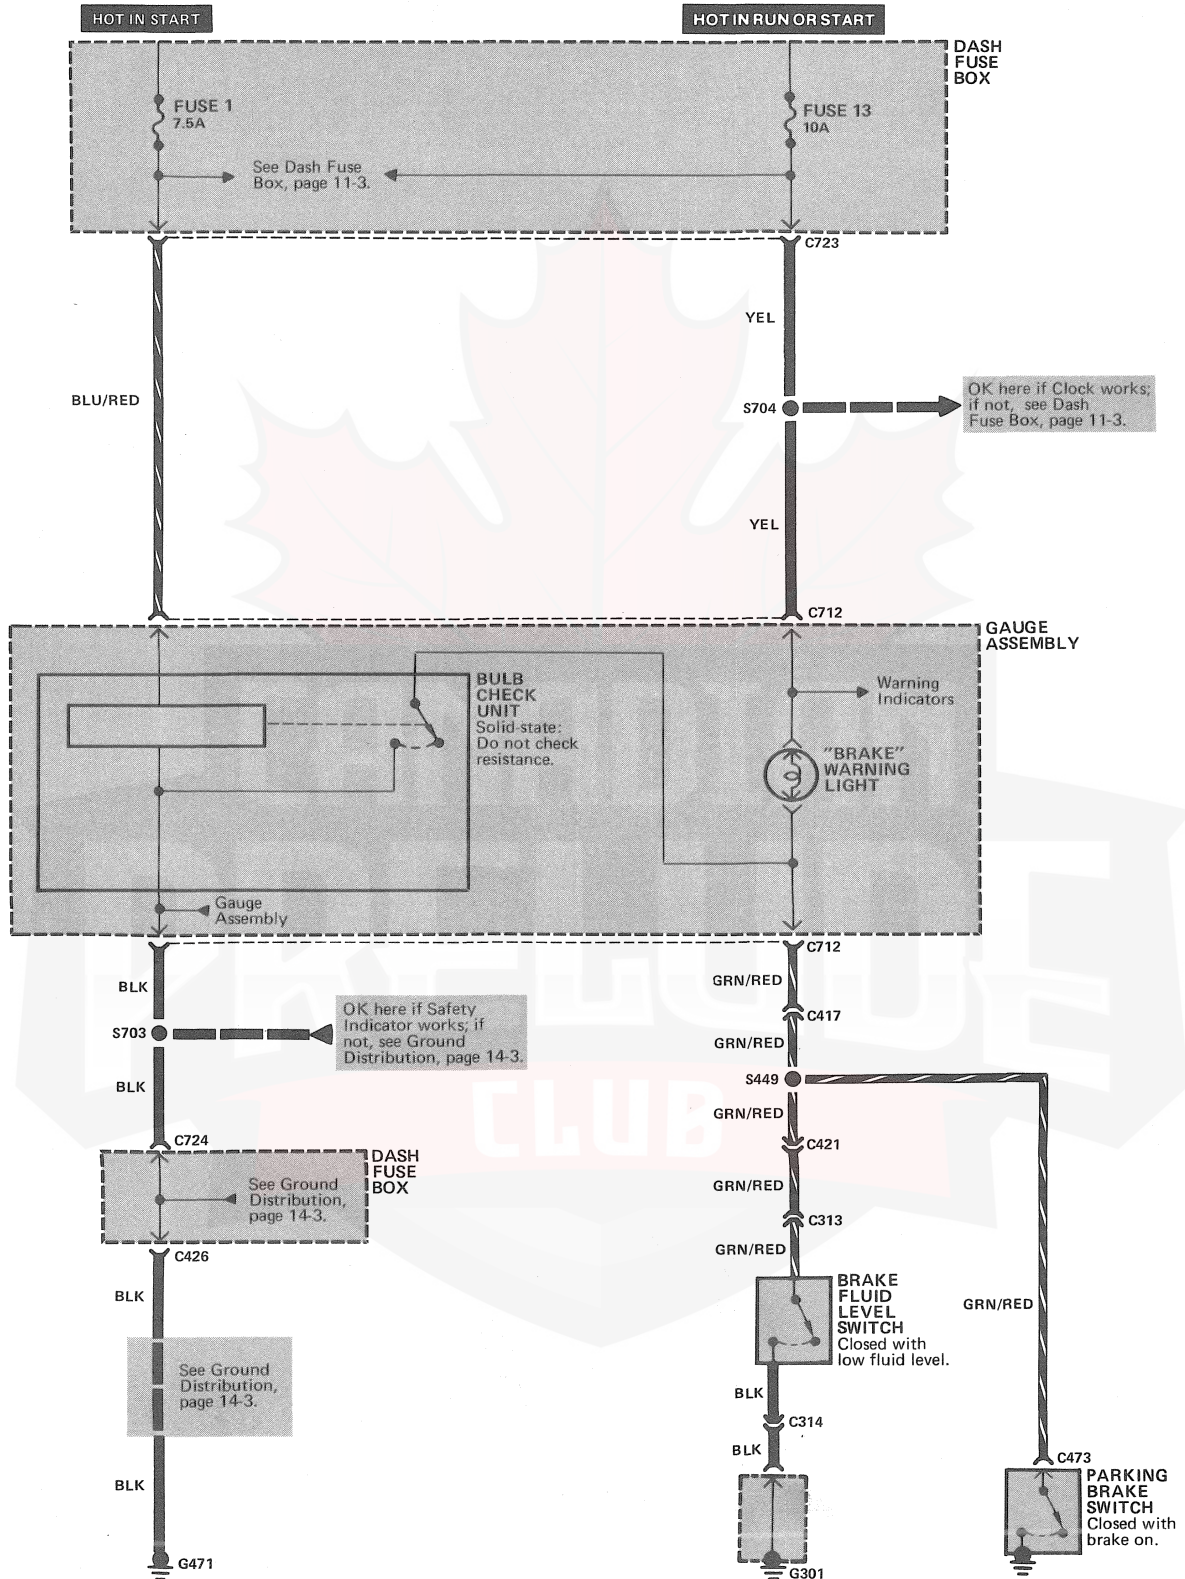 HOT IN START
HOT IN RUN OR START
DASH
FUSE
BOX
FUSE 1
7.5A
FUSE 13
10A
See Dash Fuse
Box, page 11-3.
C723
YEL
BLU/RED
S704
OK here if Clock works;
if not, see Dash
Fuse Box, page 11-3.
YEL
C712
GAUGE
ASSEMBLY
BULB
CHECK
UNIT
Solid-state:
Do not check
resistance.
Warning
Indicators
"BRAKE"
WARNING
LIGHT
Gauge
Assembly
C712
BLK
GRN/RED
OK here if Safety
Indicator works; if
not, see Ground
Distribution, page 14-3.
S703
C417
GRN/RED
BLK
S449
GRN/RED
C724
C421
DASH
FUSE
BOX
See Ground
Distribution,
page 14-3.
GRN/RED
C313
C426
GRN/RED
BLK
BRAKE
FLUID
LEVEL
SWITCH
Closed with
low fluid level.
GRN/RED
See Ground
Distribution,
page 14-3.
BLK
C314
BLK
C473
BLK
PARKING
BRAKE
SWITCH
Closed with
brake on.
G471
G301
PRELUDE
CLUB